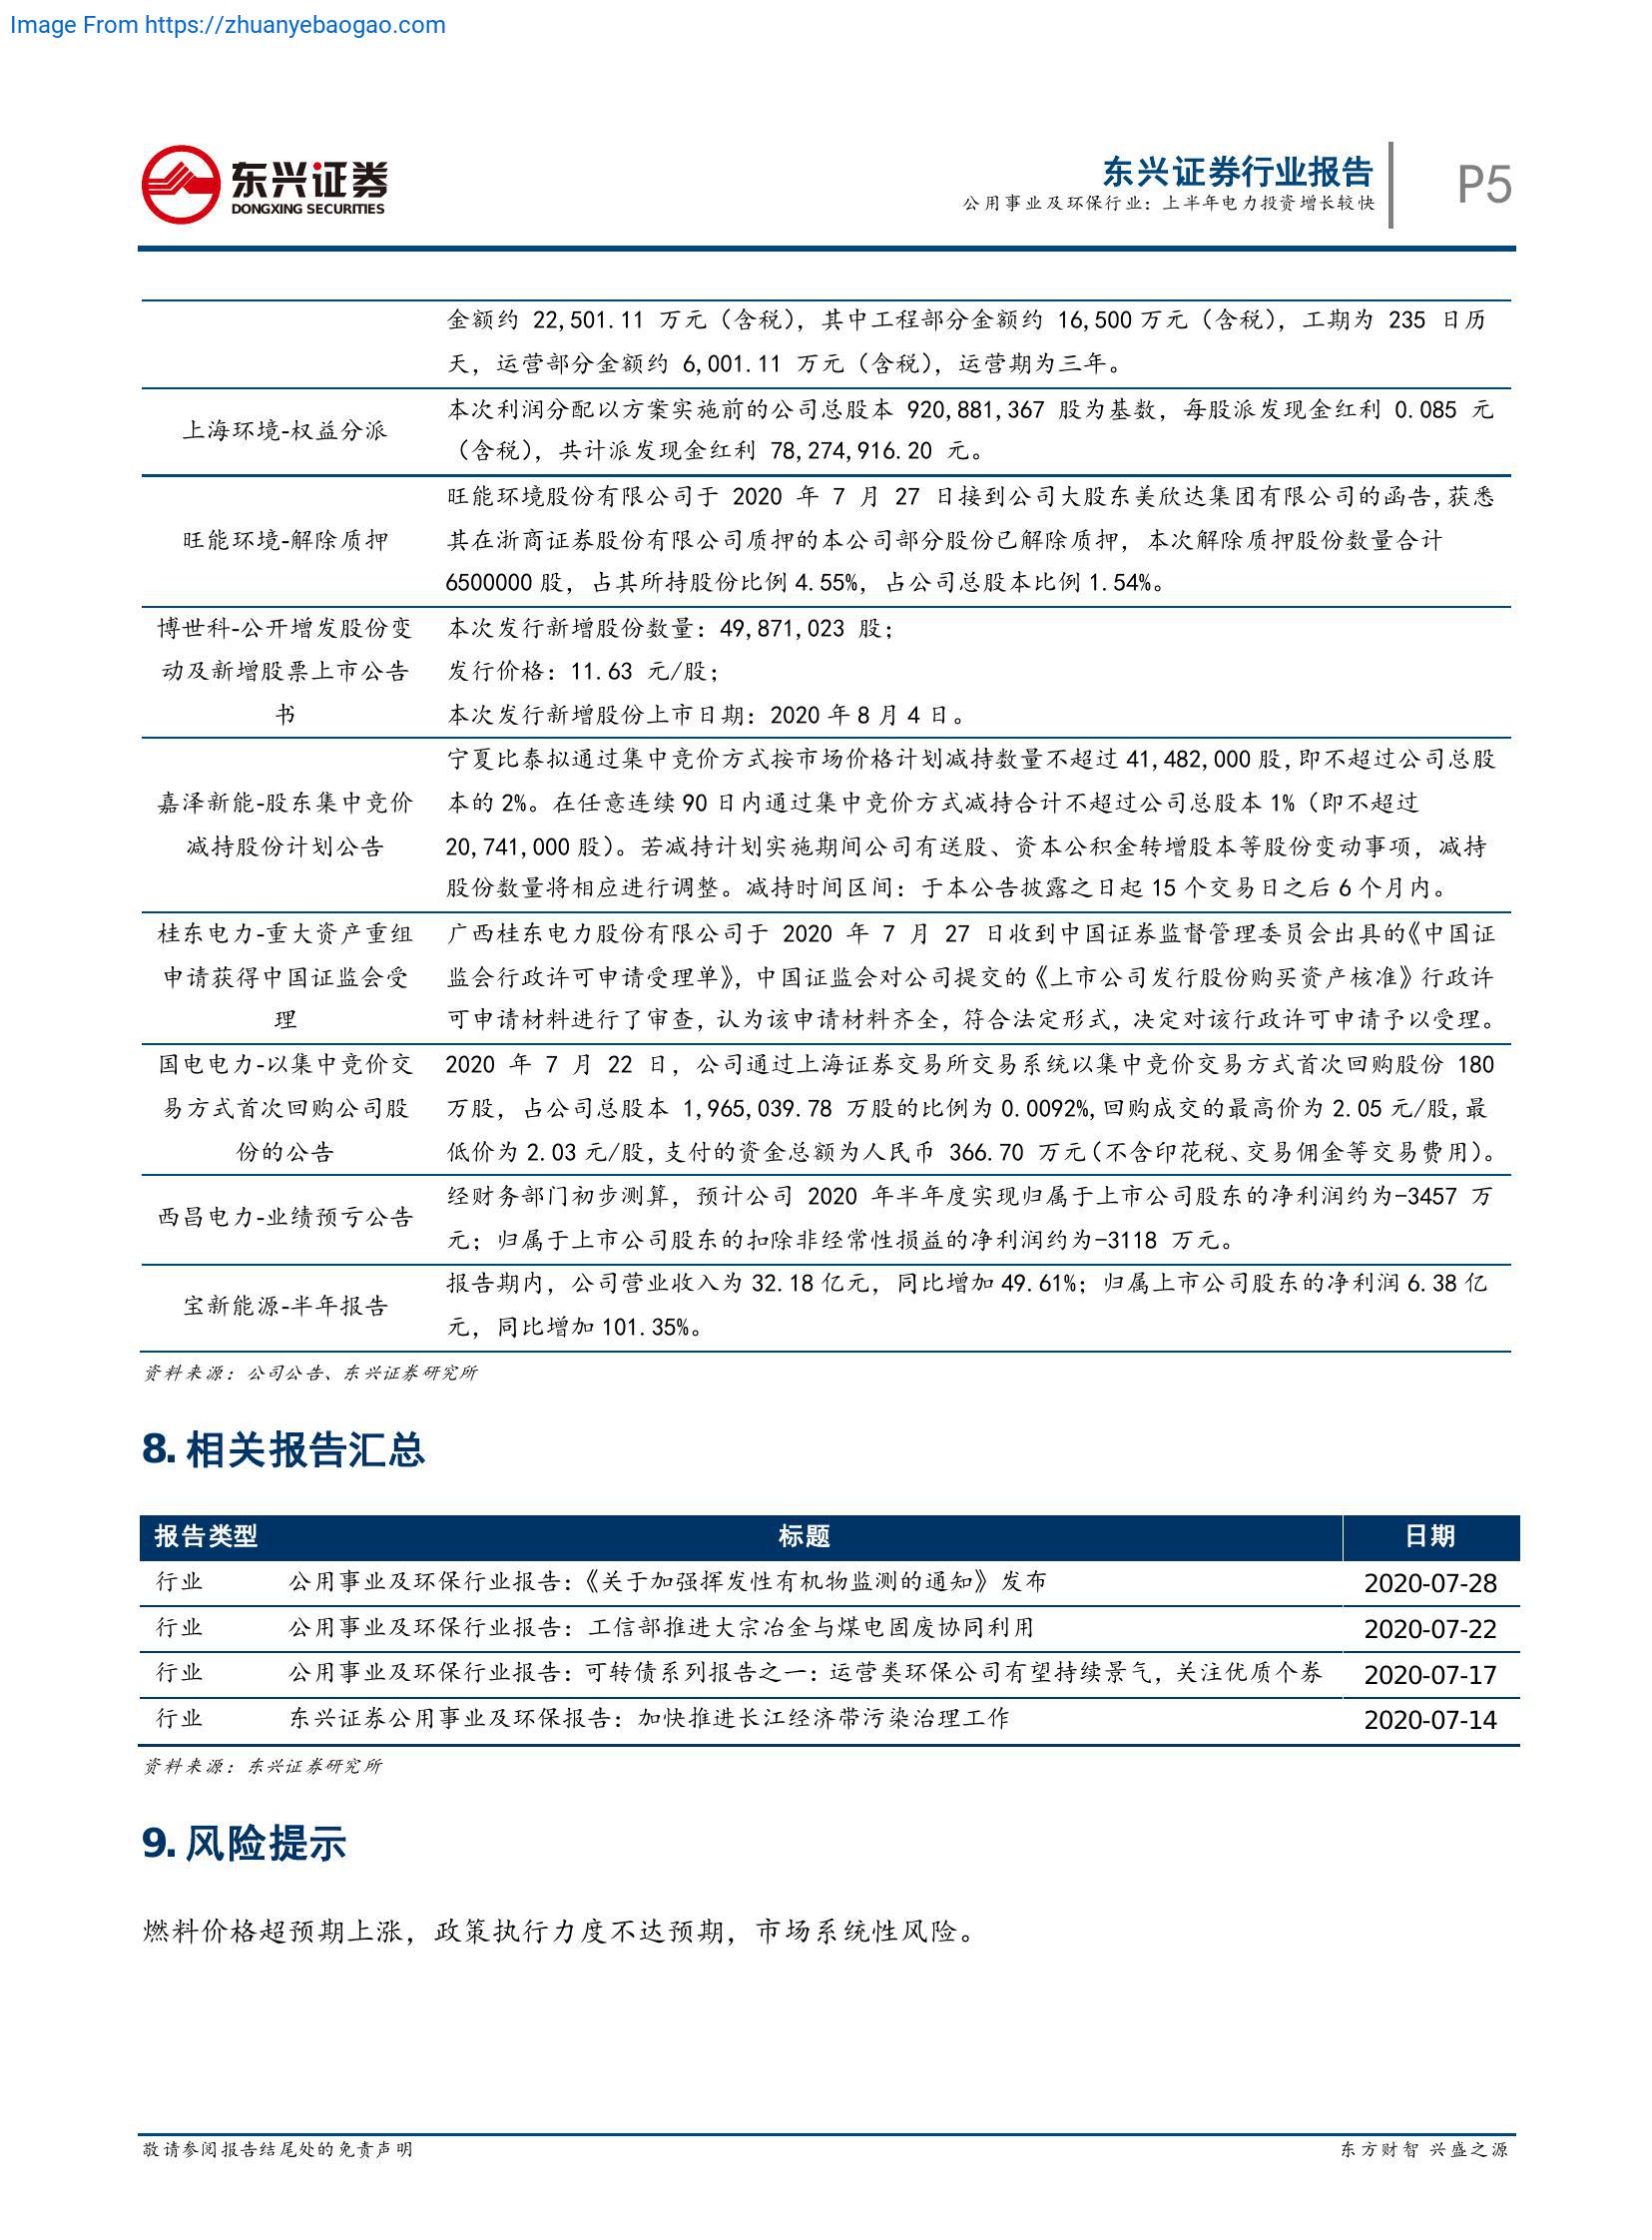 Image From https://zhuanyebaogao.com
东兴证券
DONGXING SECURITIES
东兴证券行业报告
公用事业及环保行业：上半年电力投资增长较快
P5
金额约 22,501.11 万元（含税），其中工程部分金额约 16,500 万元（含税），工期为 235 日历
天，运营部分金额约 6,001.11 万元（含税），运营期为三年。
上海环境-权益分派
本次利润分配以方案实施前的公司总股本 920,881,367 股为基数，每股派发现金红利 0.085 元
（含税），共计派发现金红利 78,274,916.20 元。
旺能环境-解除质押
旺能环境股份有限公司于 2020 年 7 月 27 日接到公司大股东美欣达集团有限公司的函告，获悉
其在浙商证券股份有限公司质押的本公司部分股份已解除质押，本次解除质押股份数量合计
6500000 股，占其所持股份比例 4.55%，占公司总股本比例 1.54%。
博世科-公开增发股份变
动及新增股票上市公告
书
本次发行新增股份数量：49,871,023 股；
发行价格：11.63 元/股；
本次发行新增股份上市日期：2020 年 8 月 4 日。
嘉泽新能-股东集中竞价
减持股份计划公告
宁夏比泰拟通过集中竞价方式按市场价格计划减持数量不超过 41,482,000 股，即不超过公司总股
本的 2%。在任意连续 90 日内通过集中竞价方式减持合计不超过公司总股本 1%（即不超过
20,741,000 股）。若减持计划实施期间公司有送股、资本公积金转增股本等股份变动事项，减持
股份数量将相应进行调整。减持时间区间：于本公告披露之日起 15 个交易日之后 6 个月内。
桂东电力-重大资产重组
申请获得中国证监会受
理
广西桂东电力股份有限公司于 2020 年 7 月 27 日收到中国证券监督管理委员会出具的《中国证
监会行政许可申请受理单》，中国证监会对公司提交的《上市公司发行股份购买资产核准》行政许
可申请材料进行了审查，认为该申请材料齐全，符合法定形式，决定对该行政许可申请予以受理。
国电电力-以集中竞价交
易方式首次回购公司股
份的公告
2020 年 7 月 22 日，公司通过上海证券交易所交易系统以集中竞价交易方式首次回购股份 180
万股，占公司总股本 1,965,039.78 万股的比例为 0.0092%，回购成交的最高价为 2.05 元/股，最
低价为 2.03 元/股，支付的资金总额为人民币 366.70 万元（不含印花税、交易佣金等交易费用）。
西昌电力-业绩预亏公告
经财务部门初步测算，预计公司 2020 年半年度实现归属于上市公司股东的净利润约为-3457 万
元；归属于上市公司股东的扣除非经常性损益的净利润约为-3118 万元。
宝新能源-半年报告
报告期内，公司营业收入为 32.18 亿元，同比增加 49.61%；归属上市公司股东的净利润 6.38 亿
元，同比增加 101.35%。
资料来源：公司公告、东兴证券研究所
8. 相关报告汇总
报告类型 标题 日期
行业 公用事业及环保行业报告：《关于加强挥发性有机物监测的通知》发布 2020-07-28
行业 公用事业及环保行业报告：工信部推进大宗冶金与煤电固废协同利用 2020-07-22
行业 公用事业及环保行业报告：可转债系列报告之一：运营类环保公司有望持续景气，关注优质个券 2020-07-17
行业 东兴证券公用事业及环保报告：加快推进长江经济带污染治理工作 2020-07-14
资料来源：东兴证券研究所
9. 风险提示
燃料价格超预期上涨，政策执行力度不达预期，市场系统性风险。
敬请参阅报告结尾处的免责声明
东方财智 兴盛之源